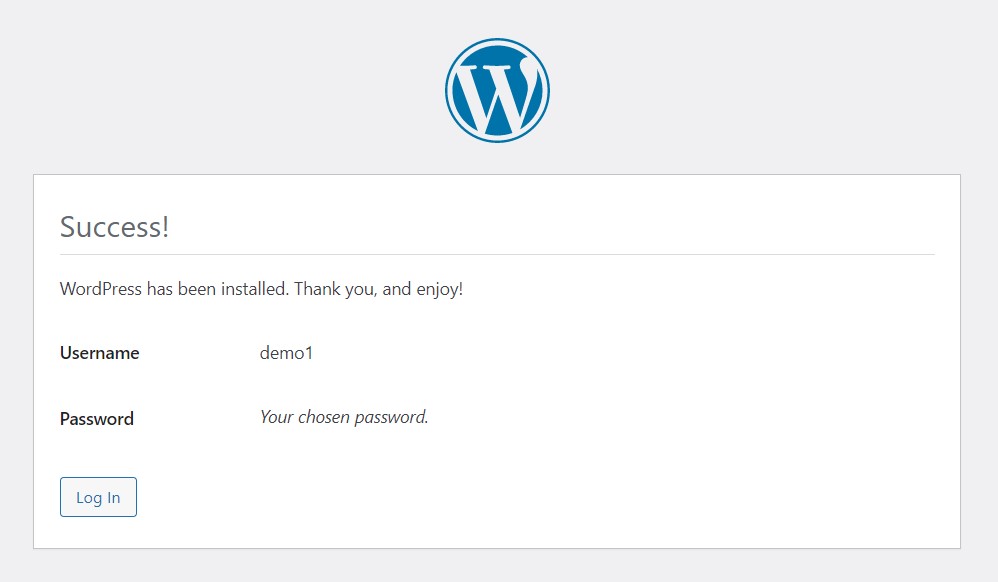 Success!
WordPress has been installed. Thank you, and enjoy!
Username demo1
Password Your chosen password.
Log In